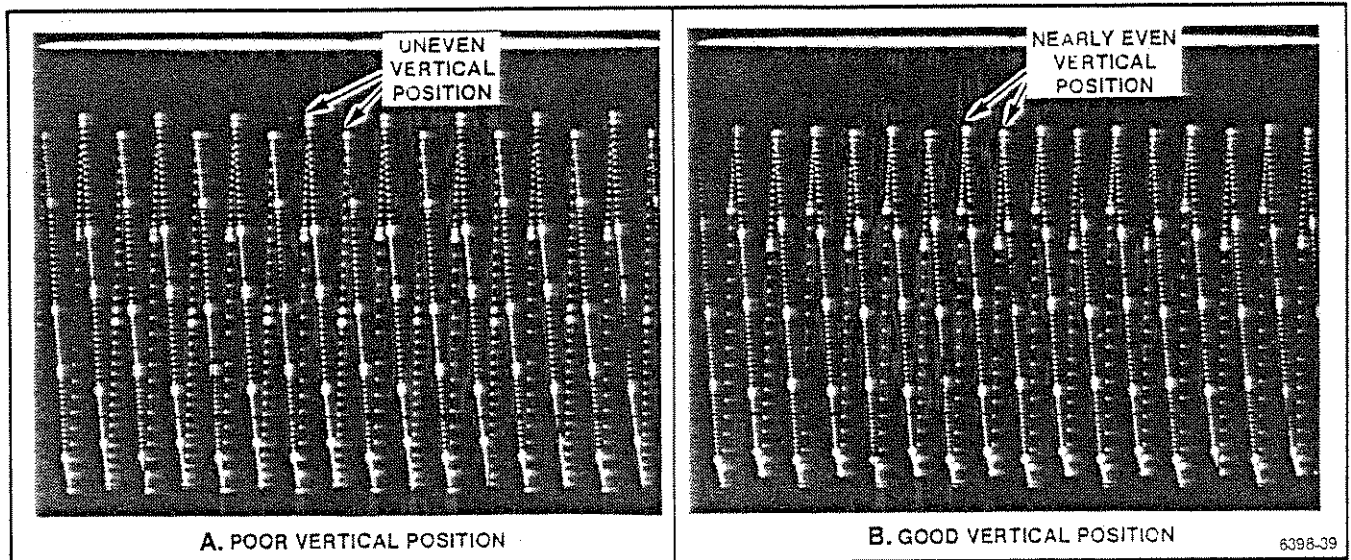 UNEVEN
VERTICAL
POSITION
A. POOR VERTICAL POSITION
NEARLY EVEN
VERTICAL
POSITION
B. GOOD VERTICAL POSITION
6398-39